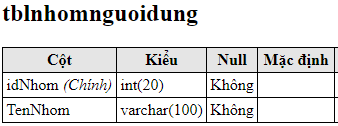 tblnhomnguoidung
Cột Kiểu Null Mặc định
idNhom (Chính) int(20) Không
TenNhom varchar(100) Không